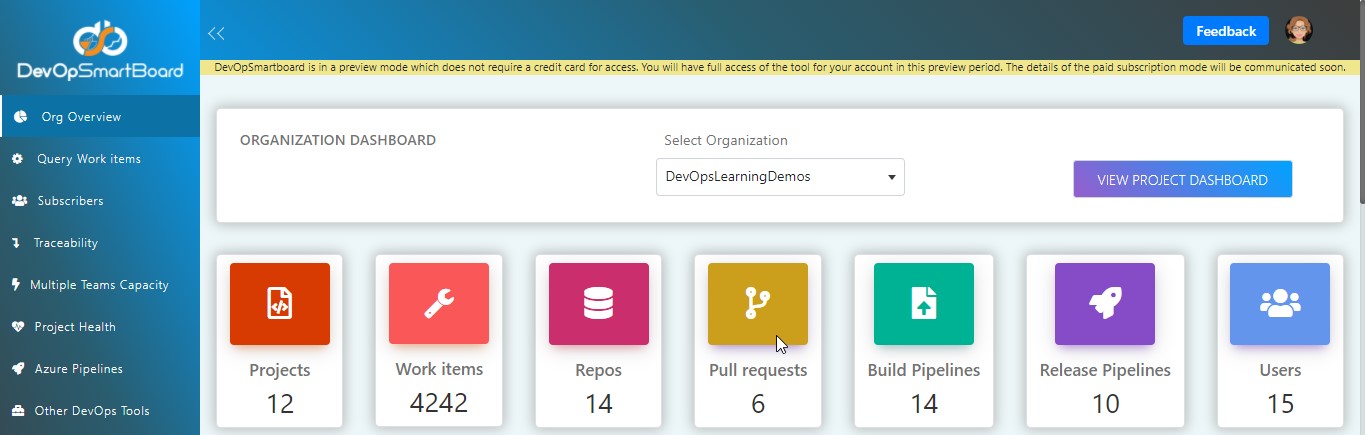 DevOpSmartBoard
Feedback
DevOpSmartboard is in a preview mode which does not require a credit card for access. You will have full access of the tool for your account in this preview period. The details of the paid subscription mode will be communicated soon.
Org Overview
Query Work items
Subscribers
Traceability
Multiple Teams Capacity
Project Health
Azure Pipelines
Other DevOps Tools
ORGANIZATION DASHBOARD
Select Organization
DevOpsLearningDemos
VIEW PROJECT DASHBOARD
Projects
12
Work items
4242
Repos
14
Pull requests
6
Build Pipelines
14
Release Pipelines
10
Users
15